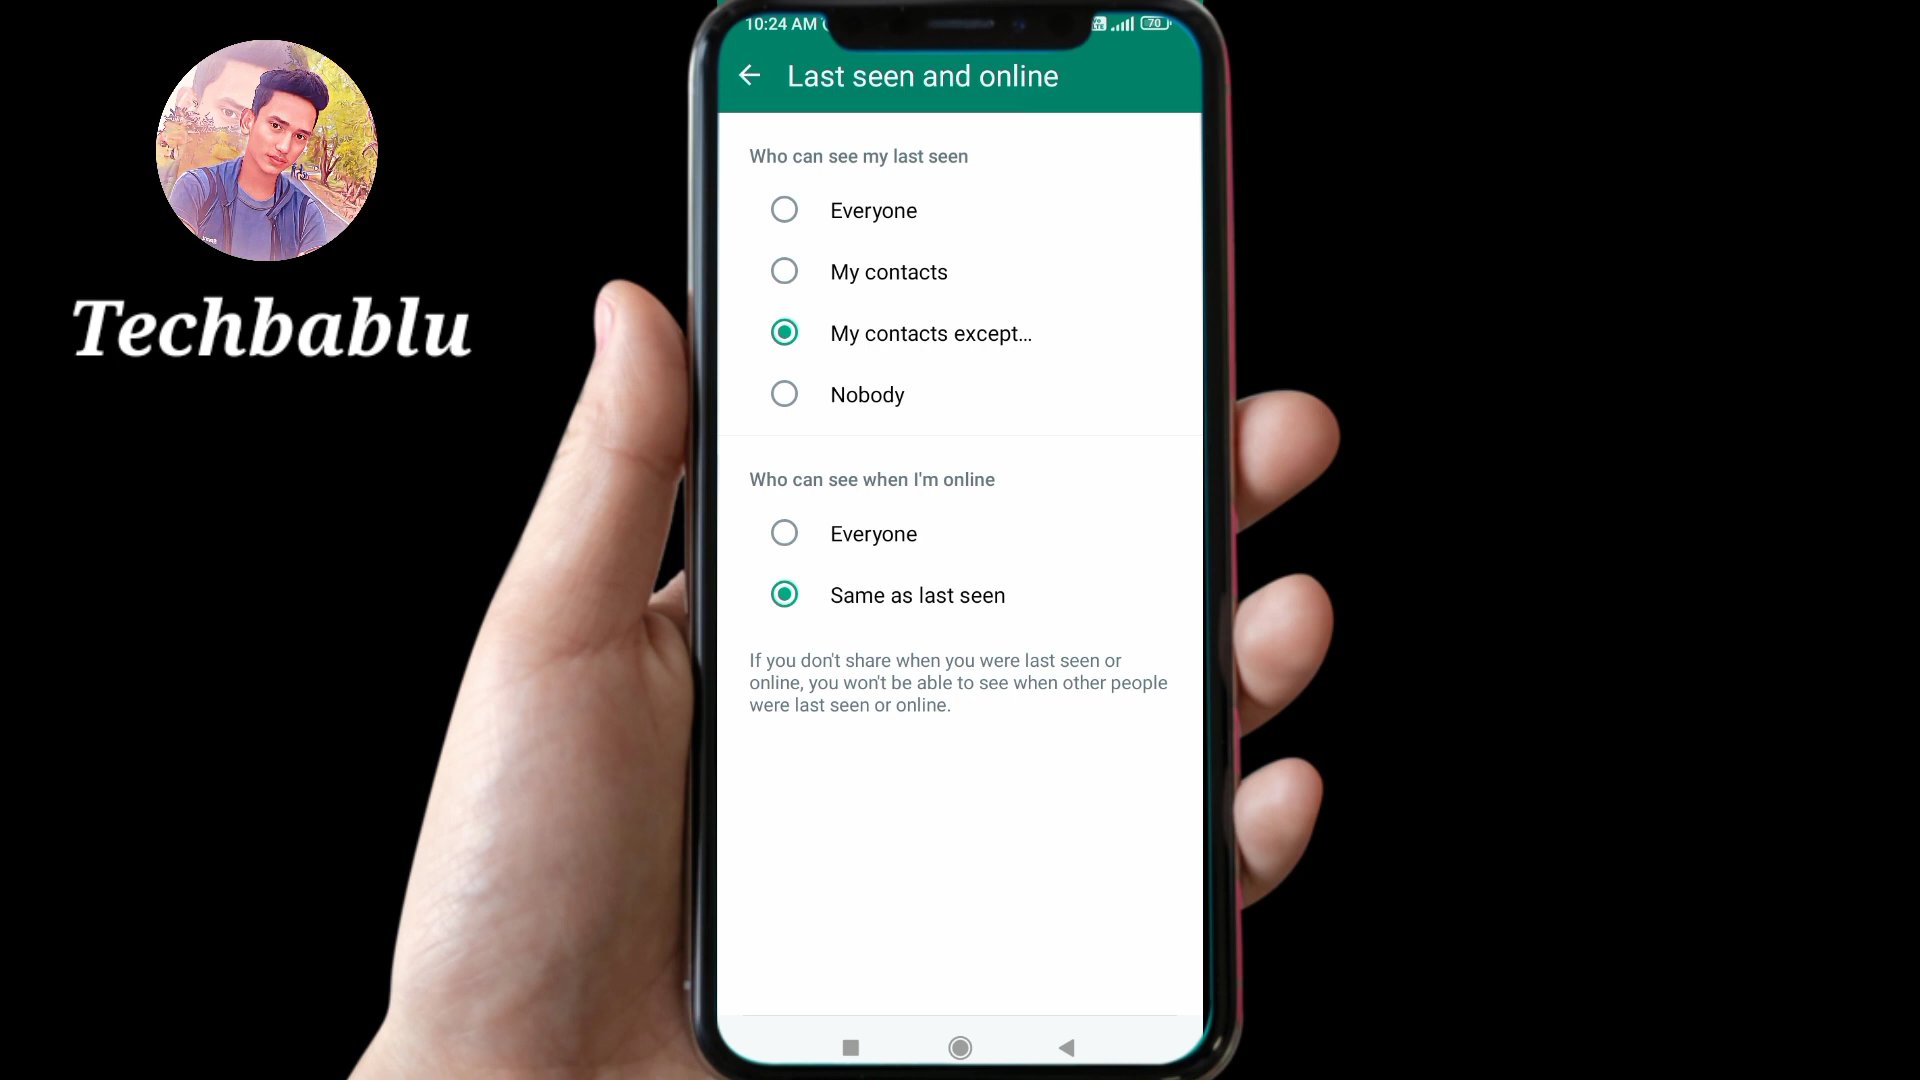 10:24 AM
70
Last seen and online
Techbablu
Who can see my last seen
Everyone
My contacts
My contacts except...
Nobody
Who can see when I'm online
Everyone
Same as last seen
If you don't share when you were last seen or
online, you won't be able to see when other people
were last seen or online.